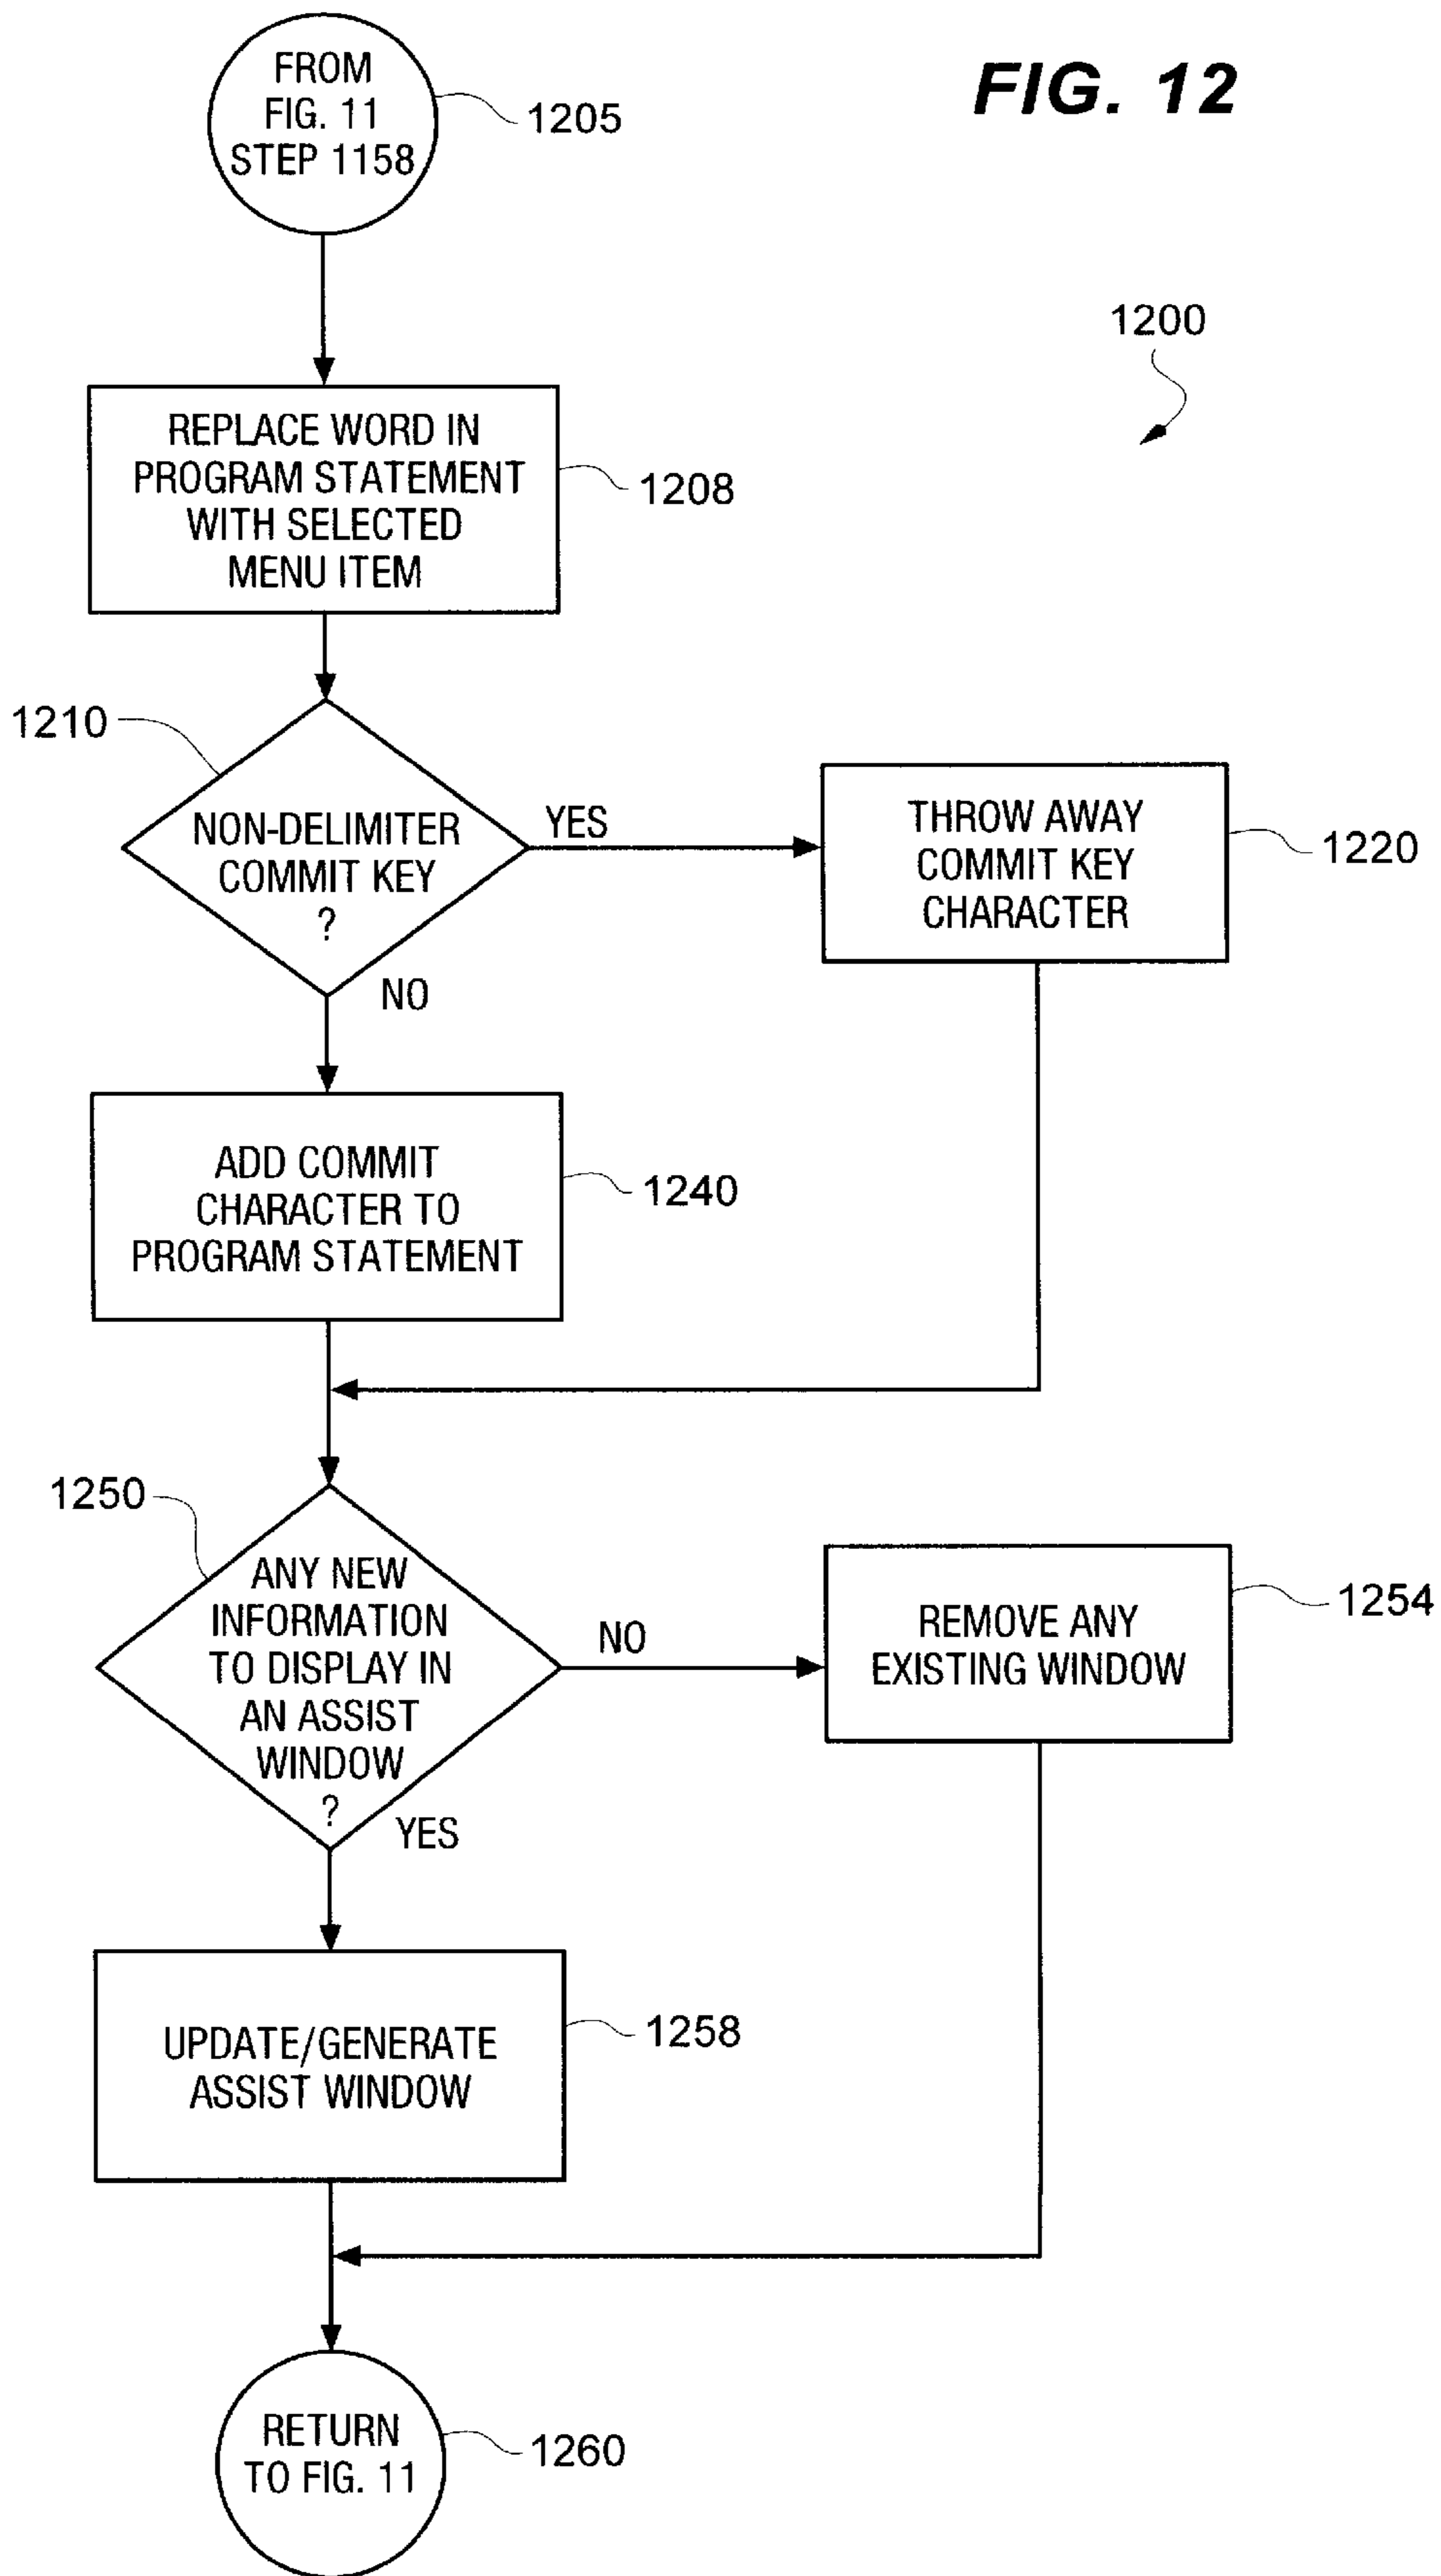 FIG. 12
FROM
FIG. 11
STEP 1158
1205
1200
REPLACE WORD IN
PROGRAM STATEMENT
WITH SELECTED
MENU ITEM
1208
1210
NON-DELIMITER
COMMIT KEY
?
YES
NO
THROW AWAY
COMMIT KEY
CHARACTER
1220
ADD COMMIT
CHARACTER TO
PROGRAM STATEMENT
1240
1250
ANY NEW
INFORMATION
TO DISPLAY IN
AN ASSIST
WINDOW
?
NO
YES
REMOVE ANY
EXISTING WINDOW
1254
UPDATE/GENERATE
ASSIST WINDOW
1258
RETURN
TO FIG. 11
1260